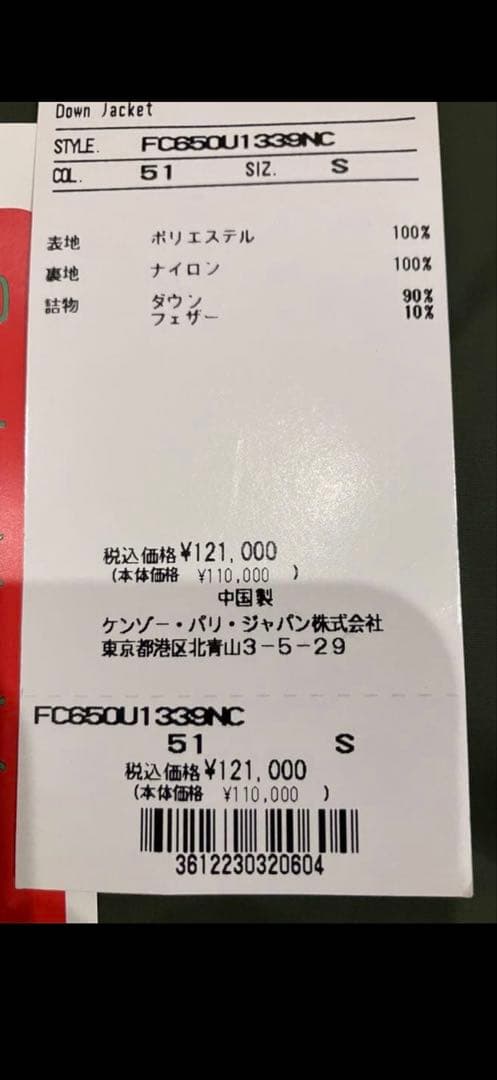 Down Jacket
STYLE. FC650U1339NC
COL. 51 SIZ. S
表地 ポリエステル 100%
裏地 ナイロン 100%
詰物 ダウン 90%
フェザー 10%
税込価格¥121,000
(本体価格 ¥110,000 )
中国製
ケンゾー・パリ・ジャパン株式会社
東京都港区北青山3-5-29
FC650U1339NC
51 S
税込価格¥121,000
(本体価格 ¥110,000 )
3612230320604